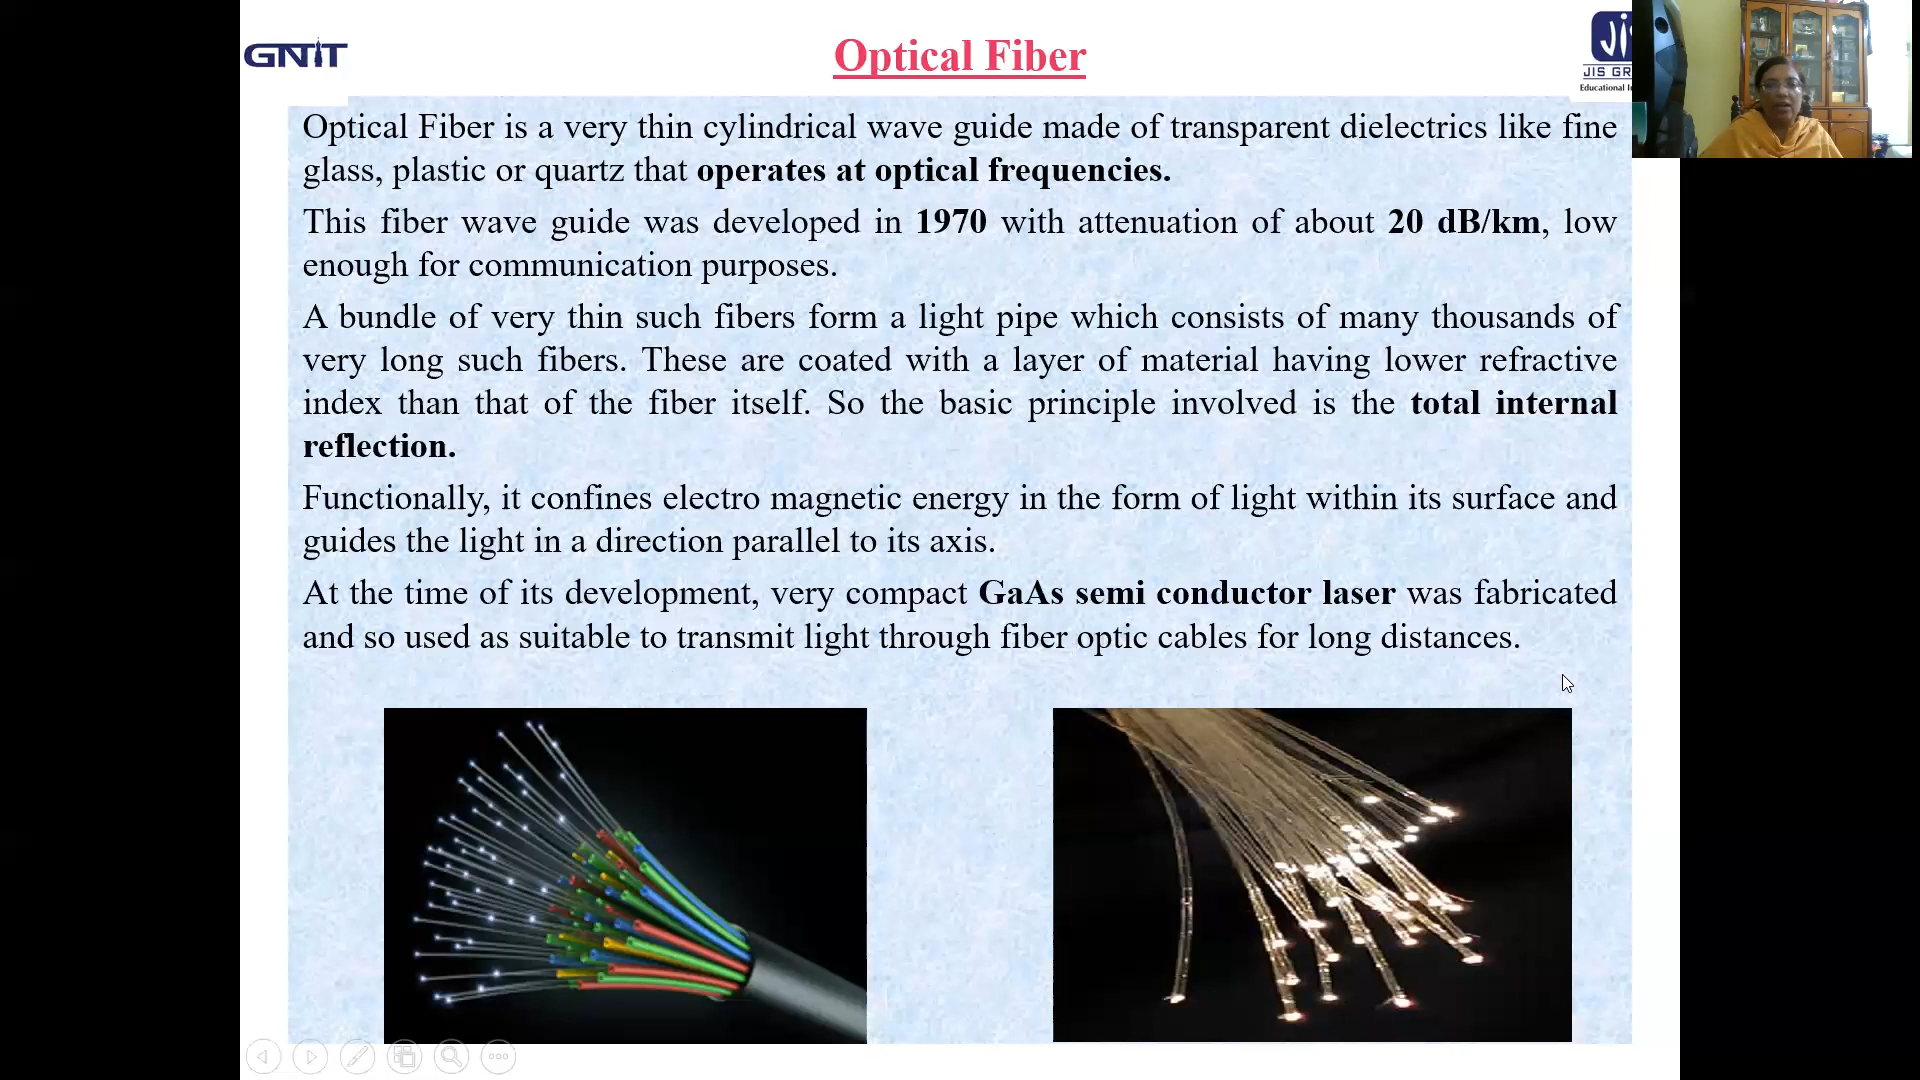 GNIT
Optical Fiber
JIS GR
Educational I
Optical Fiber is a very thin cylindrical wave guide made of transparent dielectrics like fine
glass, plastic or quartz that operates at optical frequencies.
This fiber wave guide was developed in 1970 with attenuation of about 20 dB/km, low
enough for communication purposes.
A bundle of very thin such fibers form a light pipe which consists of many thousands of
very long such fibers. These are coated with a layer of material having lower refractive
index than that of the fiber itself. So the basic principle involved is the total internal
reflection.
Functionally, it confines electro magnetic energy in the form of light within its surface and
guides the light in a direction parallel to its axis.
At the time of its development, very compact GaAs semi conductor laser was fabricated
and so used as suitable to transmit light through fiber optic cables for long distances.